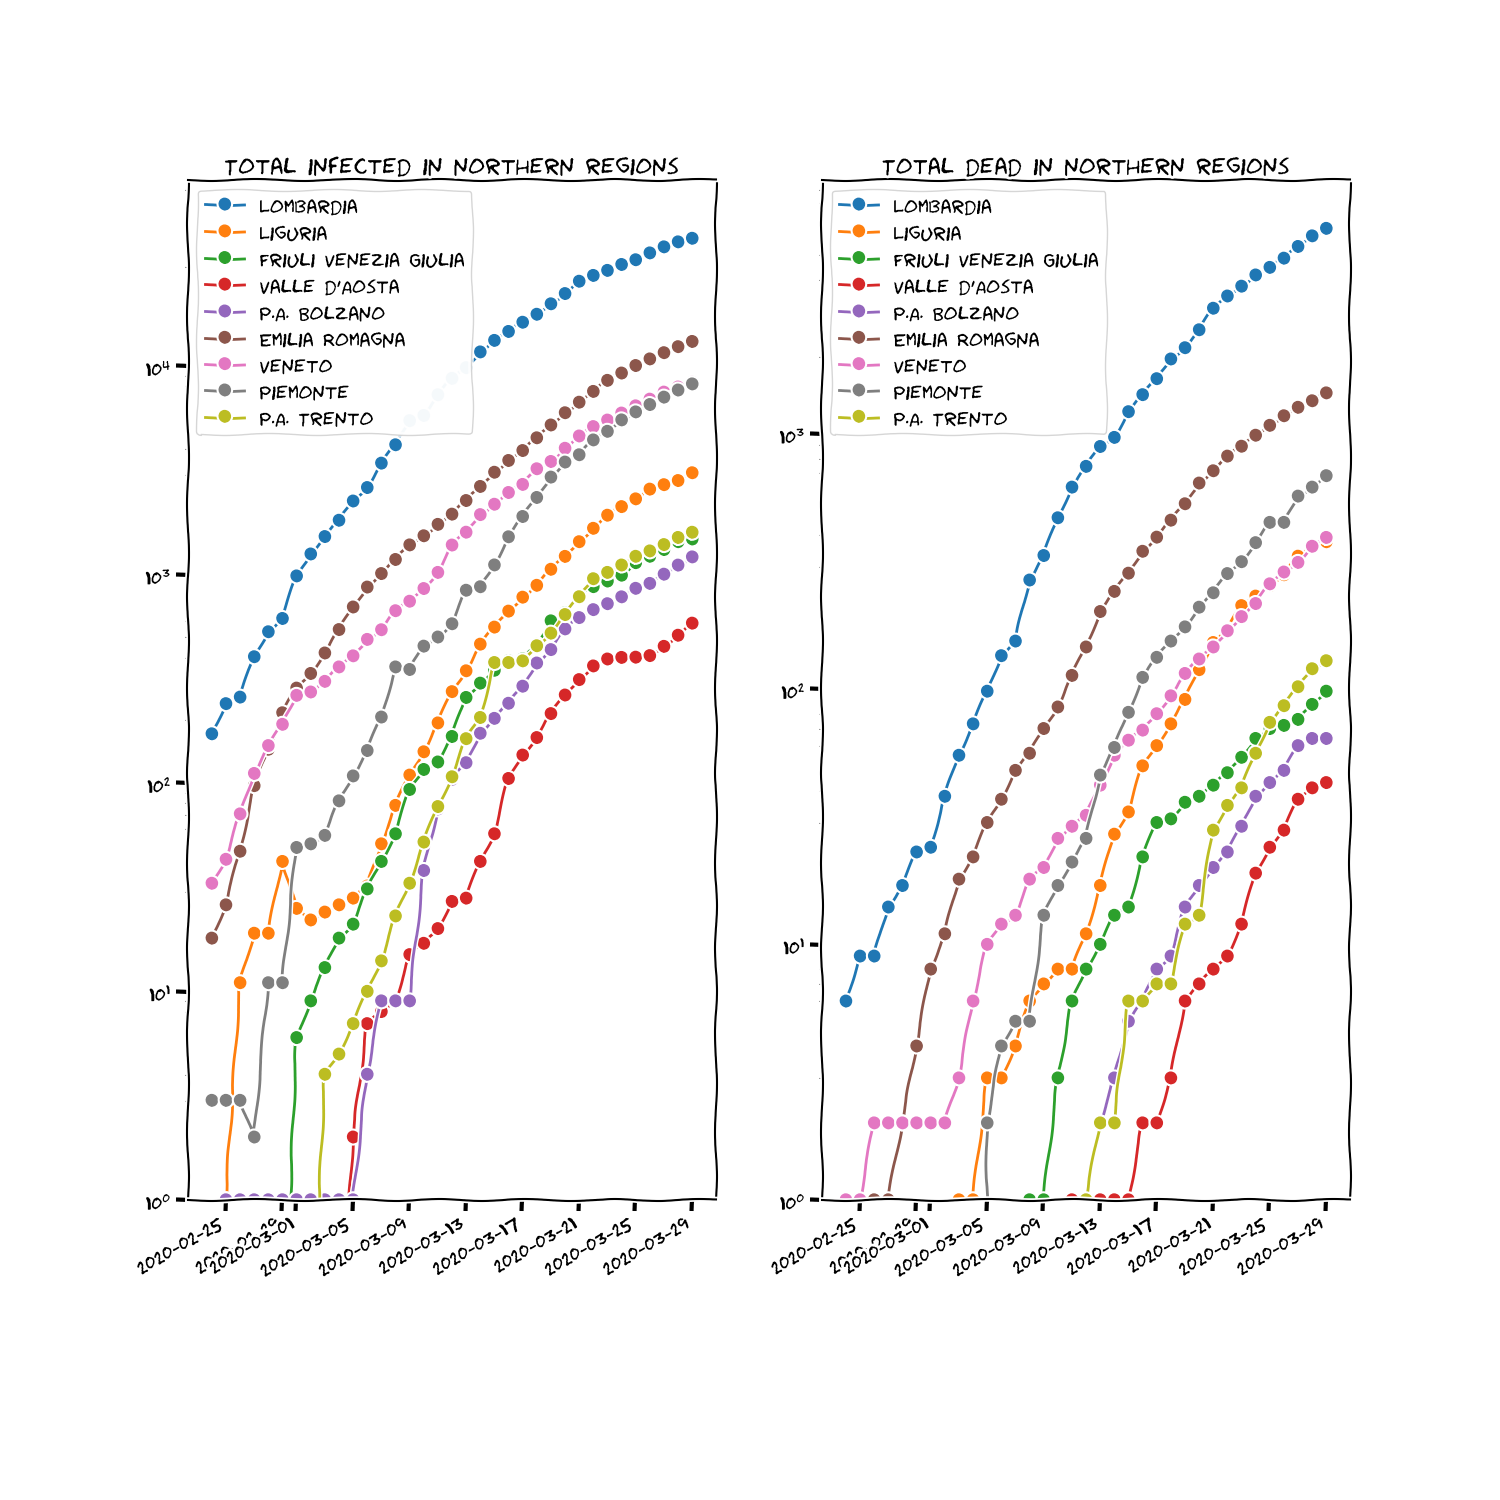 TOTAL INFECTED IN NORTHERN REGIONS
LOMBARDIA
LIGURIA
FRIULI VENEZIA GIULIA
VALLE D'AOSTA
P.A. BOLZANO
EMILIA ROMAGNA
VENETO
PIEMONTE
P.A. TRENTO
10⁴
10³
10²
10¹
10⁰
2020-02-25
2020-03-01
2020-03-05
2020-03-09
2020-03-13
2020-03-17
2020-03-21
2020-03-25
2020-03-29
TOTAL DEAD IN NORTHERN REGIONS
LOMBARDIA
LIGURIA
FRIULI VENEZIA GIULIA
VALLE D'AOSTA
P.A. BOLZANO
EMILIA ROMAGNA
VENETO
PIEMONTE
P.A. TRENTO
10³
10²
10¹
10⁰
2020-02-25
2020-03-01
2020-03-05
2020-03-09
2020-03-13
2020-03-17
2020-03-21
2020-03-25
2020-03-29